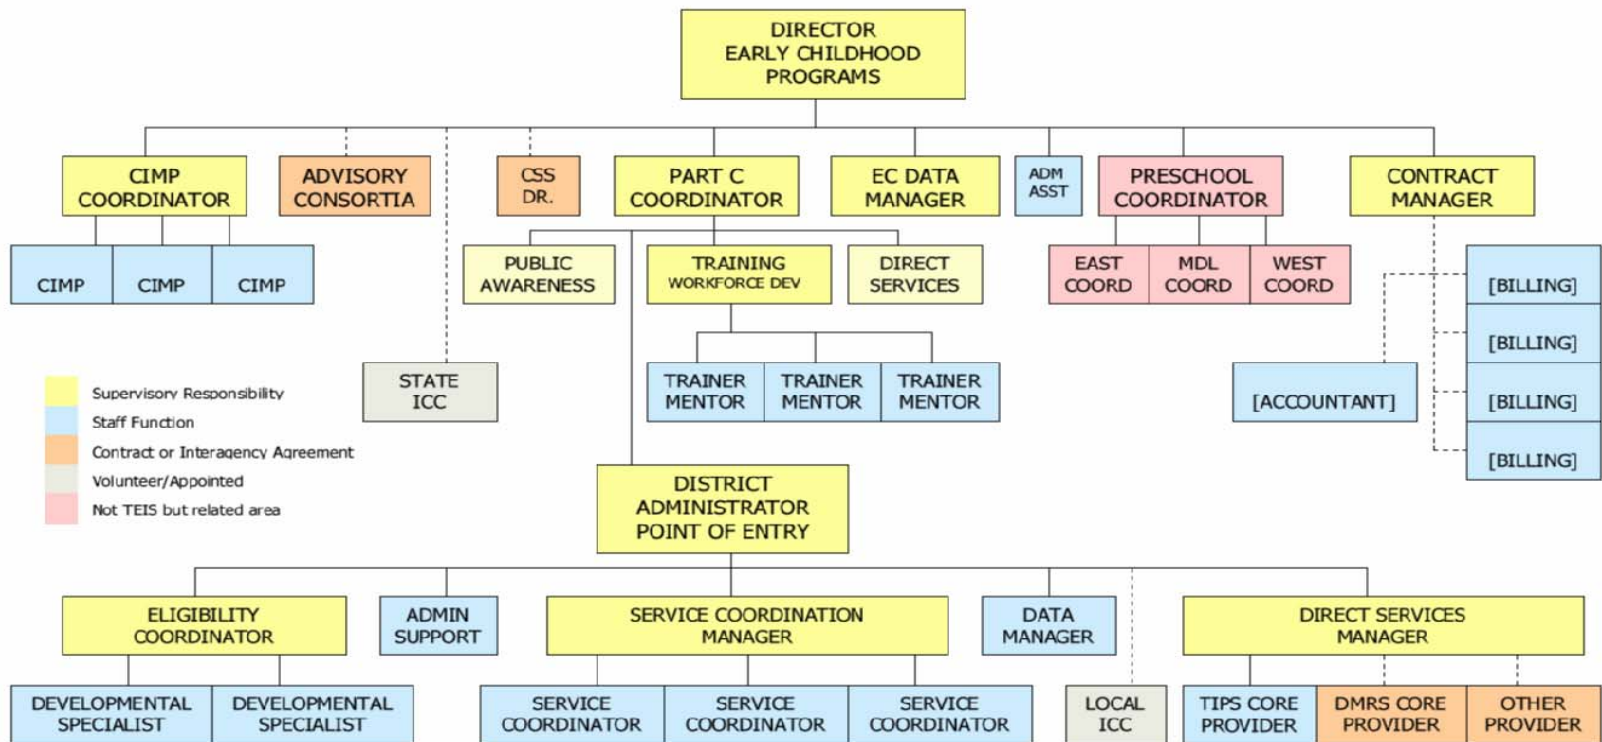 DIRECTOR
EARLY CHILDHOOD
PROGRAMS
CIMP
COORDINATOR
ADVISORY
CONSORTIA
CSS
DR.
PART C
COORDINATOR
EC DATA
MANAGER
ADM
ASST
PRESCHOOL
COORDINATOR
CONTRACT
MANAGER
CIMP
CIMP
CIMP
PUBLIC
AWARENESS
TRAINING
WORKFORCE DEV
DIRECT
SERVICES
EAST
COORD
MDL
COORD
WEST
COORD
[BILLING]
[BILLING]
[BILLING]
[BILLING]
[ACCOUNTANT]
STATE
ICC
TRAINER
MENTOR
TRAINER
MENTOR
TRAINER
MENTOR
Supervisory Responsibility
Staff Function
Contract or Interagency Agreement
Volunteer/Appointed
Not TEIS but related area
DISTRICT
ADMINISTRATOR
POINT OF ENTRY
ELIGIBILITY
COORDINATOR
ADMIN
SUPPORT
SERVICE COORDINATION
MANAGER
DATA
MANAGER
DIRECT SERVICES
MANAGER
DEVELOPMENTAL
SPECIALIST
DEVELOPMENTAL
SPECIALIST
SERVICE
COORDINATOR
SERVICE
COORDINATOR
SERVICE
COORDINATOR
LOCAL
ICC
TIPS CORE
PROVIDER
DMRS CORE
PROVIDER
OTHER
PROVIDER